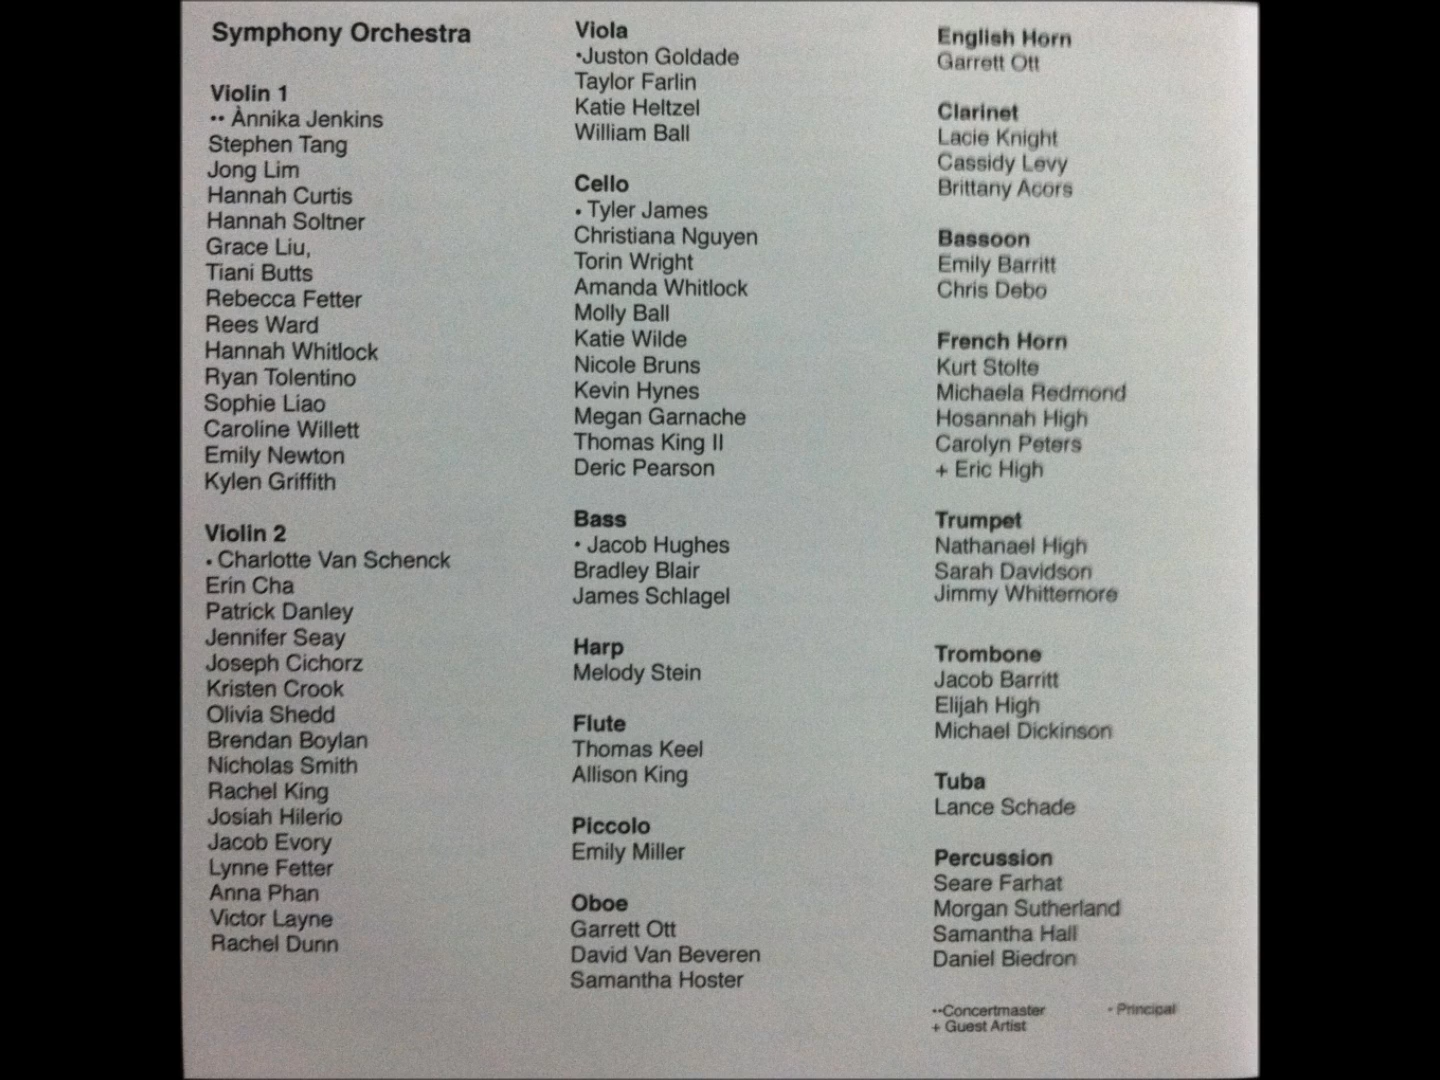 Symphony Orchestra
Violin 1
•• Ànnika Jenkins
Stephen Tang
Jong Lim
Hannah Curtis
Hannah Soltner
Grace Liu,
Tiani Butts
Rebecca Fetter
Rees Ward
Hannah Whitlock
Ryan Tolentino
Sophie Liao
Caroline Willett
Emily Newton
Kylen Griffith
Violin 2
• Charlotte Van Schenck
Erin Cha
Patrick Danley
Jennifer Seay
Joseph Cichorz
Kristen Crook
Olivia Shedd
Brendan Boylan
Nicholas Smith
Rachel King
Josiah Hilerio
Jacob Evory
Lynne Fetter
Anna Phan
Victor Layne
Rachel Dunn
Viola
•Juston Goldade
Taylor Farlin
Katie Heltzel
William Ball
Cello
• Tyler James
Christiana Nguyen
Torin Wright
Amanda Whitlock
Molly Ball
Katie Wilde
Nicole Bruns
Kevin Hynes
Megan Garnache
Thomas King II
Deric Pearson
Bass
• Jacob Hughes
Bradley Blair
James Schlagel
Harp
Melody Stein
Flute
Thomas Keel
Allison King
Piccolo
Emily Miller
Oboe
Garrett Ott
David Van Beveren
Samantha Hoster
English Horn
Garrett Ott
Clarinet
Lacie Knight
Cassidy Levy
Brittany Acors
Bassoon
Emily Barritt
Chris Debo
French Horn
Kurt Stolte
Michaela Redmond
Hosannah High
Carolyn Peters
+ Eric High
Trumpet
Nathanael High
Sarah Davidson
Jimmy Whittemore
Trombone
Jacob Barritt
Elijah High
Michael Dickinson
Tuba
Lance Schade
Percussion
Seare Farhat
Morgan Sutherland
Samantha Hall
Daniel Biedron
••Concertmaster • Principal
+ Guest Artist